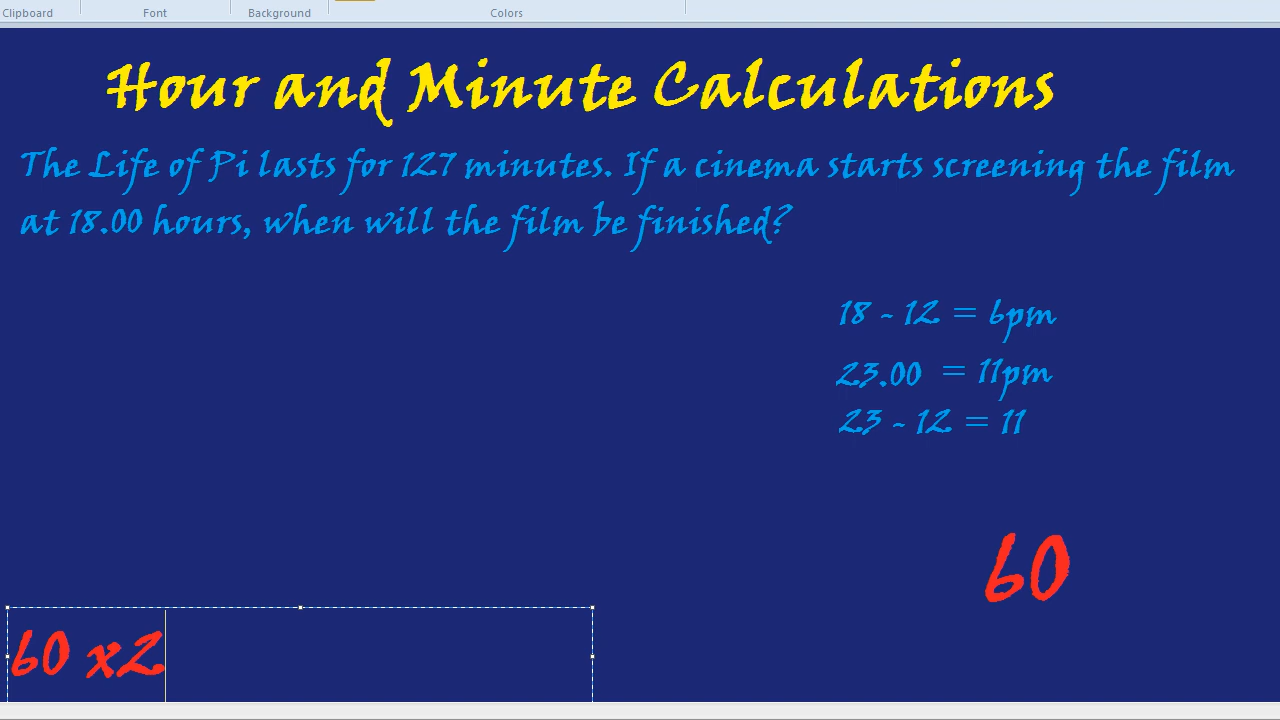 Clipboard Font Background Colors
Hour and Minute Calculations
The Life of Pi lasts for 127 minutes. If a cinema starts screening the film
at 18.00 hours, when will the film be finished?
18 - 12 = 6pm
23.00 = 11pm
23 - 12 = 11
60
60 x2